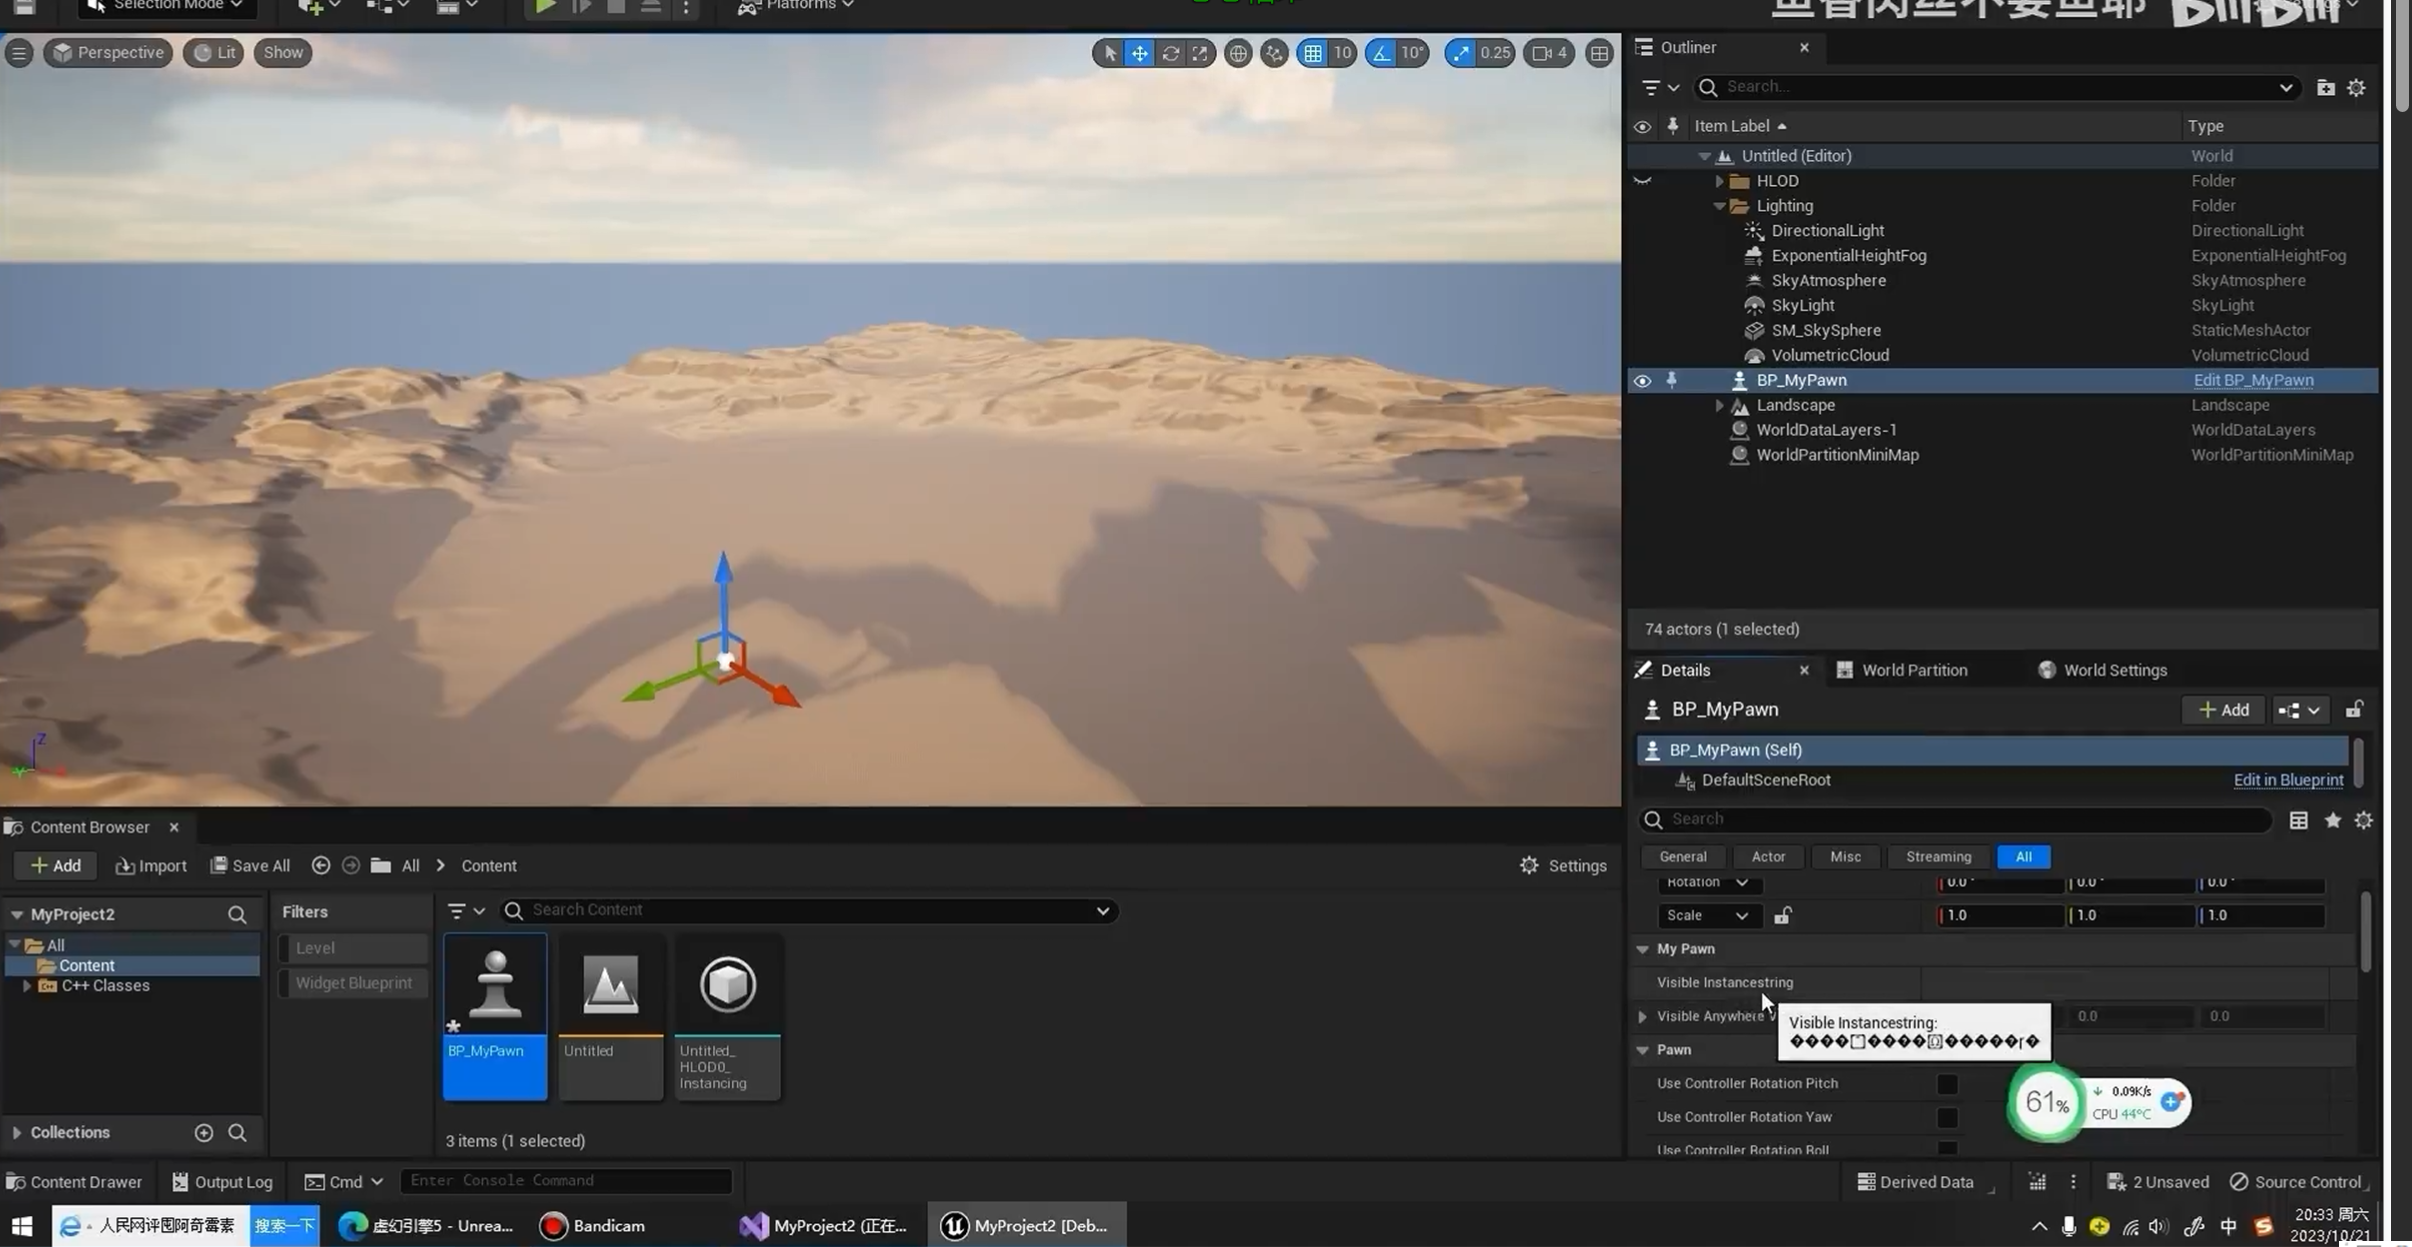 Selection Mode
Platforms
Perspective
Lit
Show
10
10°
0.25
4
Outliner
Search...
Item Label
Type
Untitled (Editor)
World
HLOD
Folder
Lighting
Folder
DirectionalLight
DirectionalLight
ExponentialHeightFog
ExponentialHeightFog
SkyAtmosphere
SkyAtmosphere
SkyLight
SkyLight
SM_SkySphere
StaticMeshActor
VolumetricCloud
VolumetricCloud
BP_MyPawn
Edit BP_MyPawn
Landscape
Landscape
WorldDataLayers-1
WorldDataLayers
WorldPartitionMiniMap
WorldPartitionMiniMap
74 actors (1 selected)
Details
World Partition
World Settings
BP_MyPawn
Add
BP_MyPawn (Self)
DefaultSceneRoot
Edit in Blueprint
Search
General
Actor
Misc
Streaming
All
Rotation
0.0°
0.0°
0.0°
Scale
1.0
1.0
1.0
My Pawn
Visible Instancestring
Visible Anywhere
0.0
0.0
Visible Instancestring:
Pawn
Use Controller Rotation Pitch
Use Controller Rotation Yaw
Use Controller Rotation Roll
61%
0.09K/s
CPU 44°C
Z
Content Browser
Add
Import
Save All
All
Content
Settings
MyProject2
Filters
Search Content
All
Content
C++ Classes
Level
Widget Blueprint
BP_MyPawn
Untitled
Untitled_
HLOD0_
Instancing
Collections
3 items (1 selected)
Content Drawer
Output Log
Cmd
Enter Console Command
Derived Data
2 Unsaved
Source Control
人民网评围阿奇霉素
搜索一下
虚幻引擎5 - Unrea...
Bandicam
MyProject2 (正在...
MyProject2 [Deb...
中
20:33 周六
2023/10/21